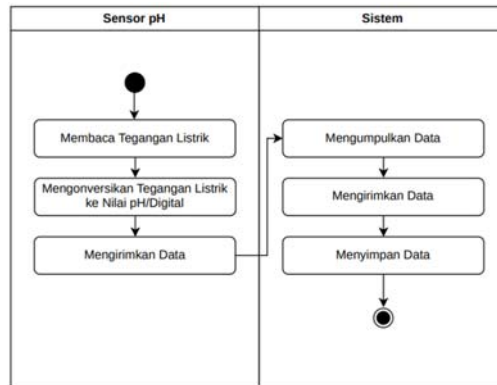 Sensor pH
Sistem
Membaca Tegangan Listrik
Mengonversikan Tegangan Listrik
ke Nilai pH/Digital
Mengirimkan Data
Mengumpulkan Data
Mengirimkan Data
Menyimpan Data